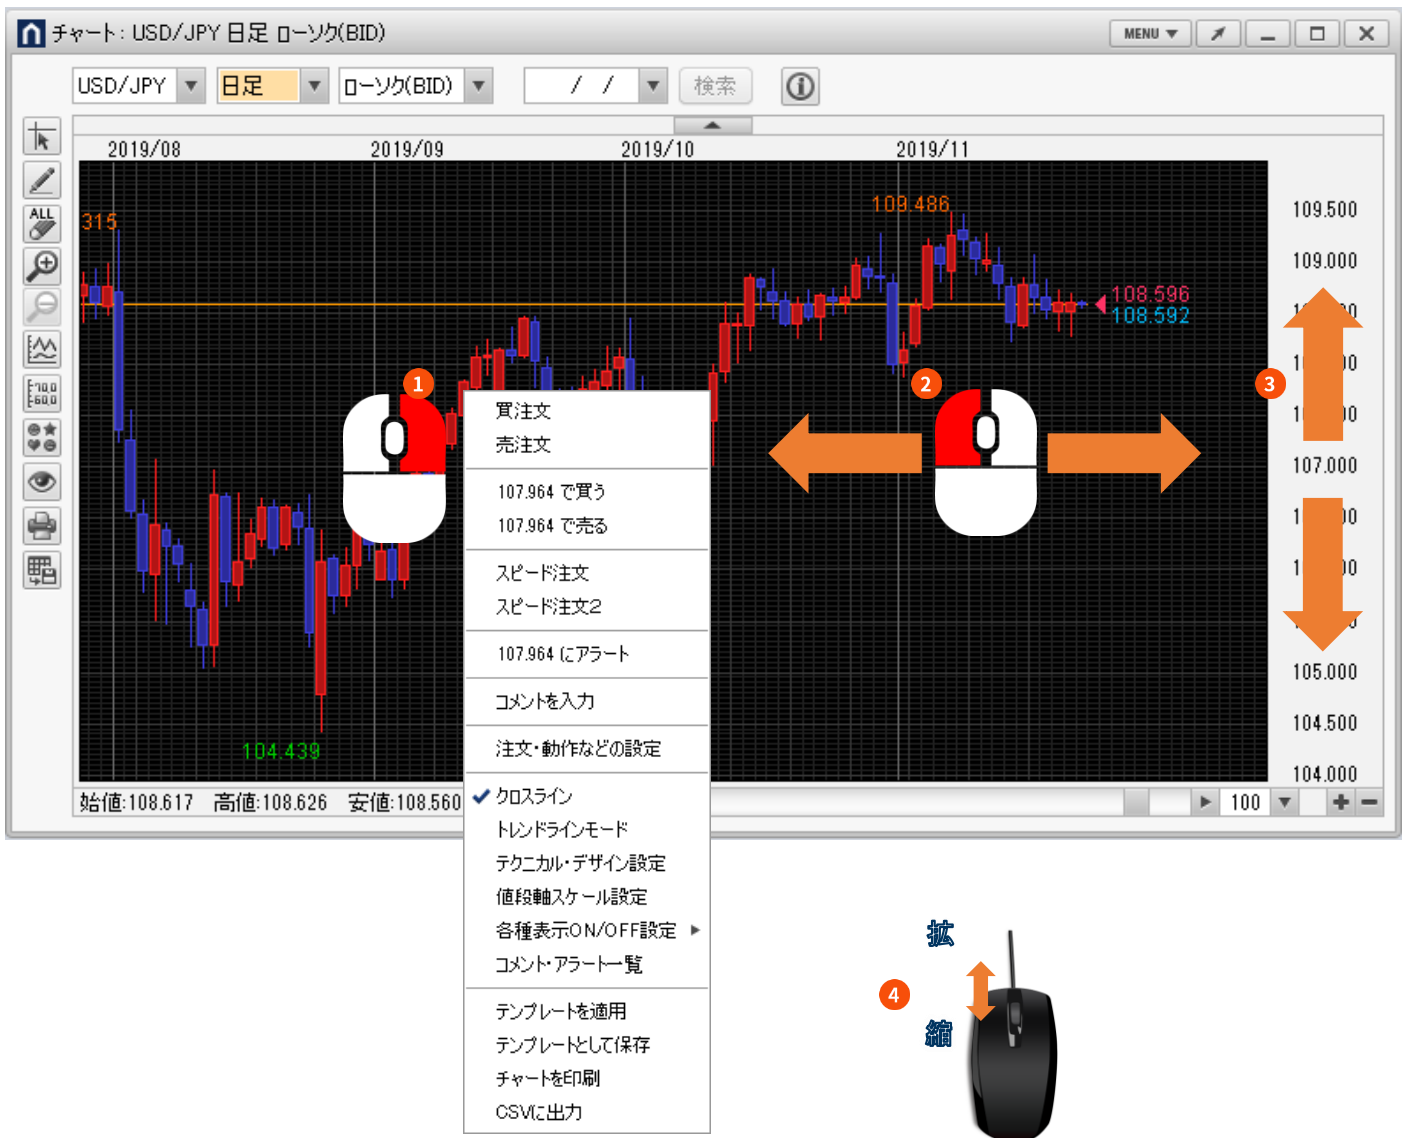 チャート: USD/JPY 日足 ローソク(BID)
MENU
USD/JPY
日足
ローソク(BID)
/ /
検索
2019/08
2019/09
2019/10
2019/11
ALL
315
109.486
109.500
109.000
108.596
108.592
1
2
3
107.000
105.000
104.500
104.000
104.439
買注文
売注文
107.964 で買う
107.964 で売る
スピード注文
スピード注文2
107.964 にアラート
コメントを入力
注文・動作などの設定
クロスライン
トレンドラインモード
テクニカル・デザイン設定
値段軸スケール設定
各種表示ON/OFF設定
コメント・アラート一覧
テンプレートを適用
テンプレートとして保存
チャートを印刷
CSVに出力
始値:108.617 高値:108.626 安値:108.560
100
拡
4
縮